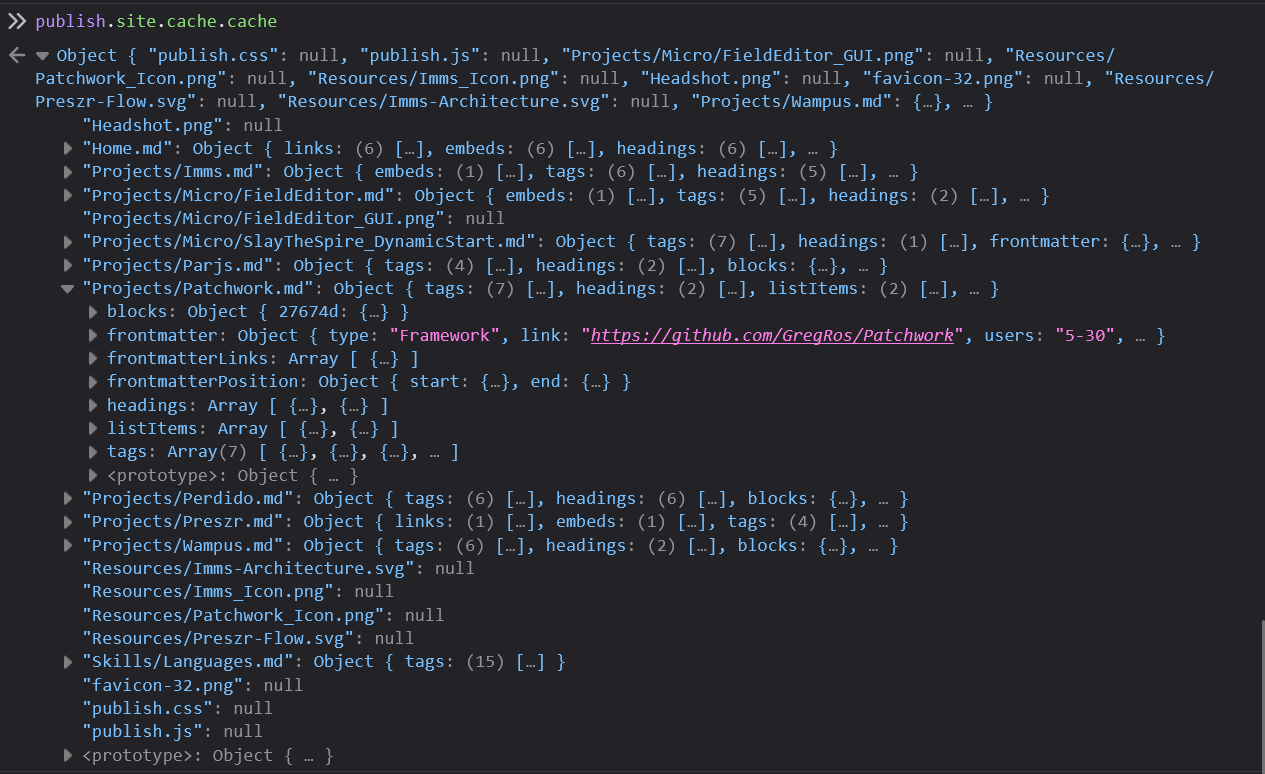 publish.site.cache.cache
Object { "publish.css": null, "publish.js": null, "Projects/Micro/FieldEditor_GUI.png": null, "Resources/
Patchwork_Icon.png": null, "Resources/Imms_Icon.png": null, "Headshot.png": null, "favicon-32.png": null, "Resources/
Preszr-Flow.svg": null, "Resources/Imms-Architecture.svg": null, "Projects/Wampus.md": {…}, … }
"Headshot.png": null
"Home.md": Object { links: (6) […], embeds: (6) […], headings: (6) […], … }
"Projects/Imms.md": Object { embeds: (1) […], tags: (6) […], headings: (5) […], … }
"Projects/Micro/FieldEditor.md": Object { embeds: (1) […], tags: (5) […], headings: (2) […], … }
"Projects/Micro/FieldEditor_GUI.png": null
"Projects/Micro/SlayTheSpire_DynamicStart.md": Object { tags: (7) […], headings: (1) […], frontmatter: {…}, … }
"Projects/Parjs.md": Object { tags: (4) […], headings: (2) […], blocks: {…}, … }
"Projects/Patchwork.md": Object { tags: (7) […], headings: (2) […], listItems: (2) […], … }
blocks: Object { 27674d: {…} }
frontmatter: Object { type: "Framework", link: "https://github.com/GregRos/Patchwork", users: "5-30", … }
frontmatterLinks: Array [ {…} ]
frontmatterPosition: Object { start: {…}, end: {…} }
headings: Array [ {…}, {…} ]
listItems: Array [ {…}, {…} ]
tags: Array(7) [ {…}, {…}, {…}, … ]
<prototype>: Object { … }
"Projects/Perdido.md": Object { tags: (6) […], headings: (6) […], blocks: {…}, … }
"Projects/Preszr.md": Object { links: (1) […], embeds: (1) […], tags: (4) […], … }
"Projects/Wampus.md": Object { tags: (6) […], headings: (2) […], blocks: {…}, … }
"Resources/Imms-Architecture.svg": null
"Resources/Imms_Icon.png": null
"Resources/Patchwork_Icon.png": null
"Resources/Preszr-Flow.svg": null
"Skills/Languages.md": Object { tags: (15) […] }
"favicon-32.png": null
"publish.css": null
"publish.js": null
<prototype>: Object { … }